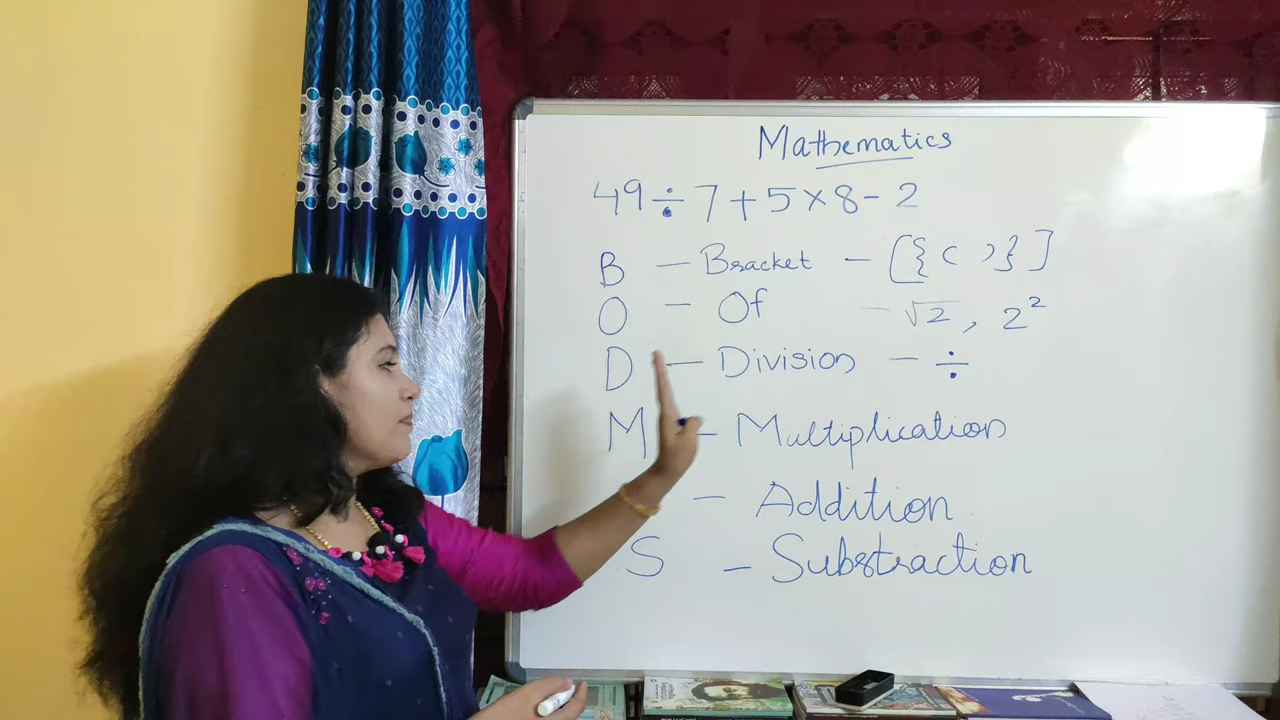 Mathematics
49÷7+5×8-2
B — Bracket — [{( )}]
O — Of — √2, 2²
D — Division — ÷
M — Multiplication
— Addition
S — Substraction